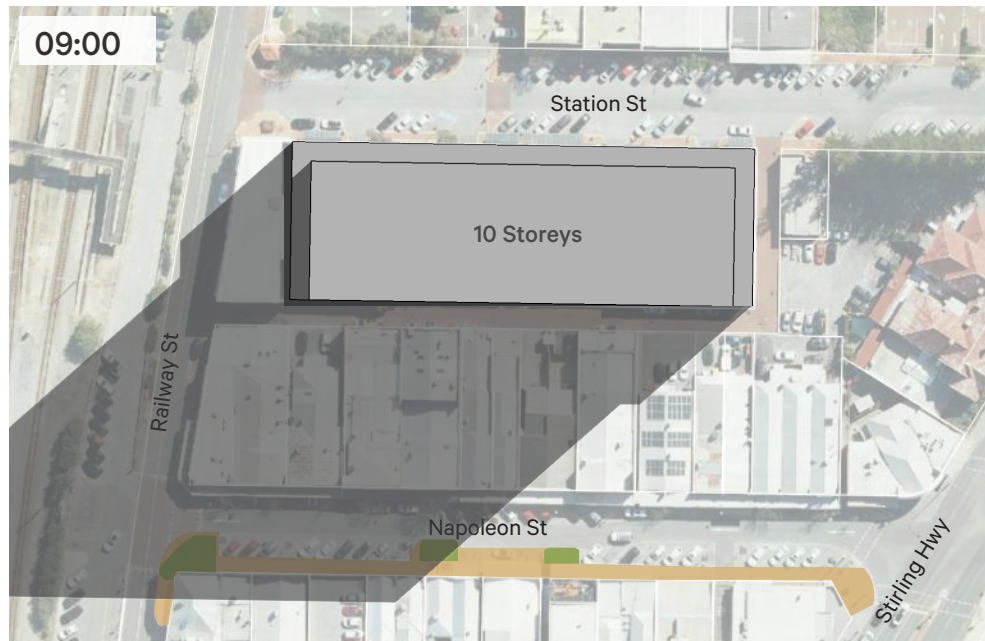 09:00
Station St
10 Storeys
Railway St
Napoleon St
Stirling Hwy